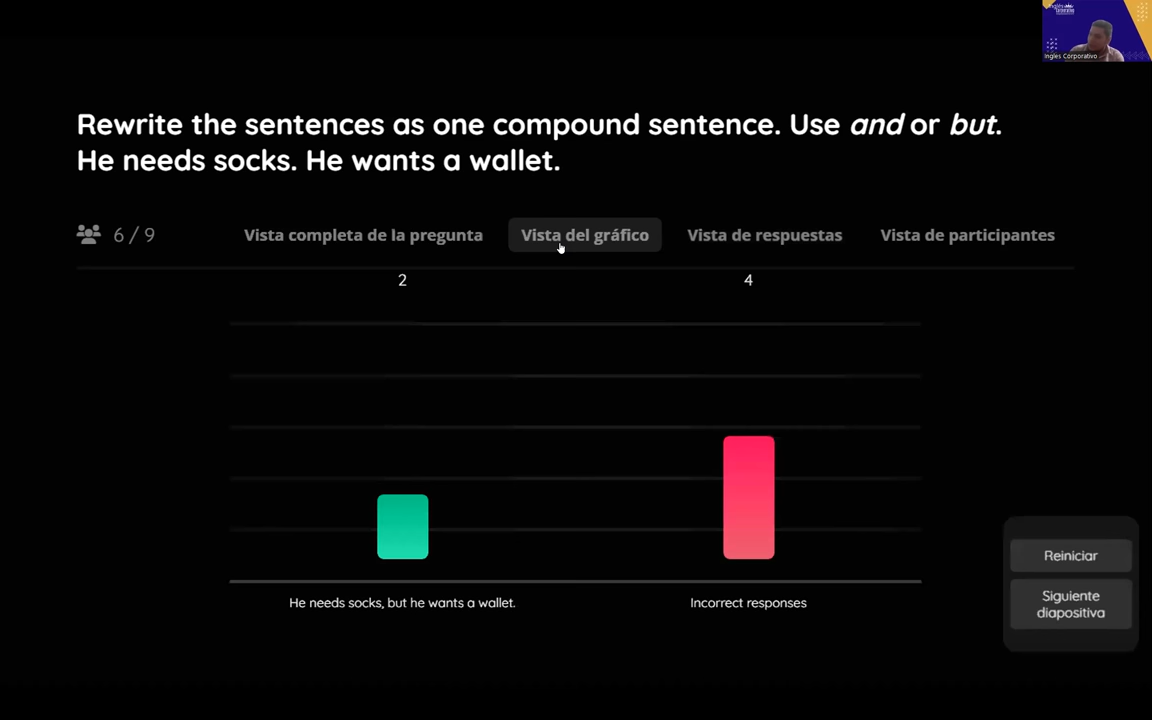 Ingles Corporativo
Rewrite the sentences as one compound sentence. Use and or but.
He needs socks. He wants a wallet.
6 / 9
Vista completa de la pregunta
Vista del gráfico
Vista de respuestas
Vista de participantes
2
4
He needs socks, but he wants a wallet.
Incorrect responses
Reiniciar
Siguiente
diapositiva